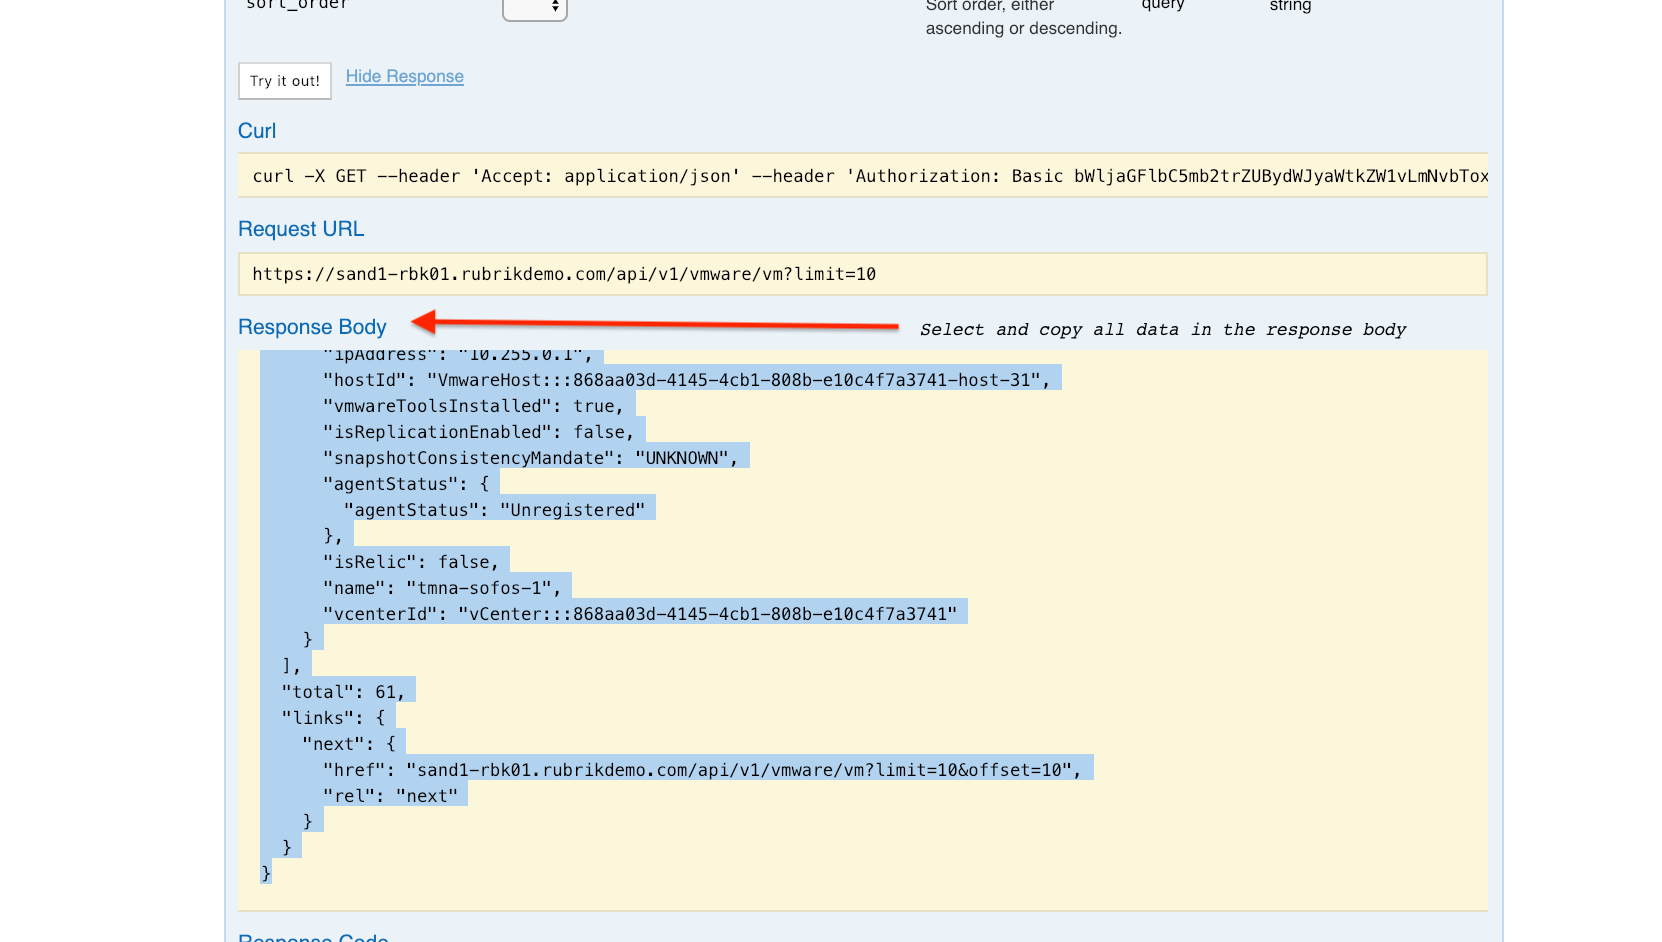 sort_order
Sort order, either
ascending or descending.
query
string
Try it out!
Hide Response
Curl
curl -X GET --header 'Accept: application/json' --header 'Authorization: Basic bWljaGFlbC5mb2trZUBydWJyaWtkZW1vLmNvbTox
Request URL
https://sand1-rbk01.rubrikdemo.com/api/v1/vmware/vm?limit=10
Response Body
Select and copy all data in the response body
"ipAddress": "10.255.0.1",
"hostId": "VmwareHost:::868aa03d-4145-4cb1-808b-e10c4f7a3741-host-31",
"vmwareToolsInstalled": true,
"isReplicationEnabled": false,
"snapshotConsistencyMandate": "UNKNOWN",
"agentStatus": {
"agentStatus": "Unregistered"
},
"isRelic": false,
"name": "tmna-sofos-1",
"vcenterId": "vCenter:::868aa03d-4145-4cb1-808b-e10c4f7a3741"
}
],
"total": 61,
"links": {
"next": {
"href": "sand1-rbk01.rubrikdemo.com/api/v1/vmware/vm?limit=10&offset=10",
"rel": "next"
}
}
}
Response Code